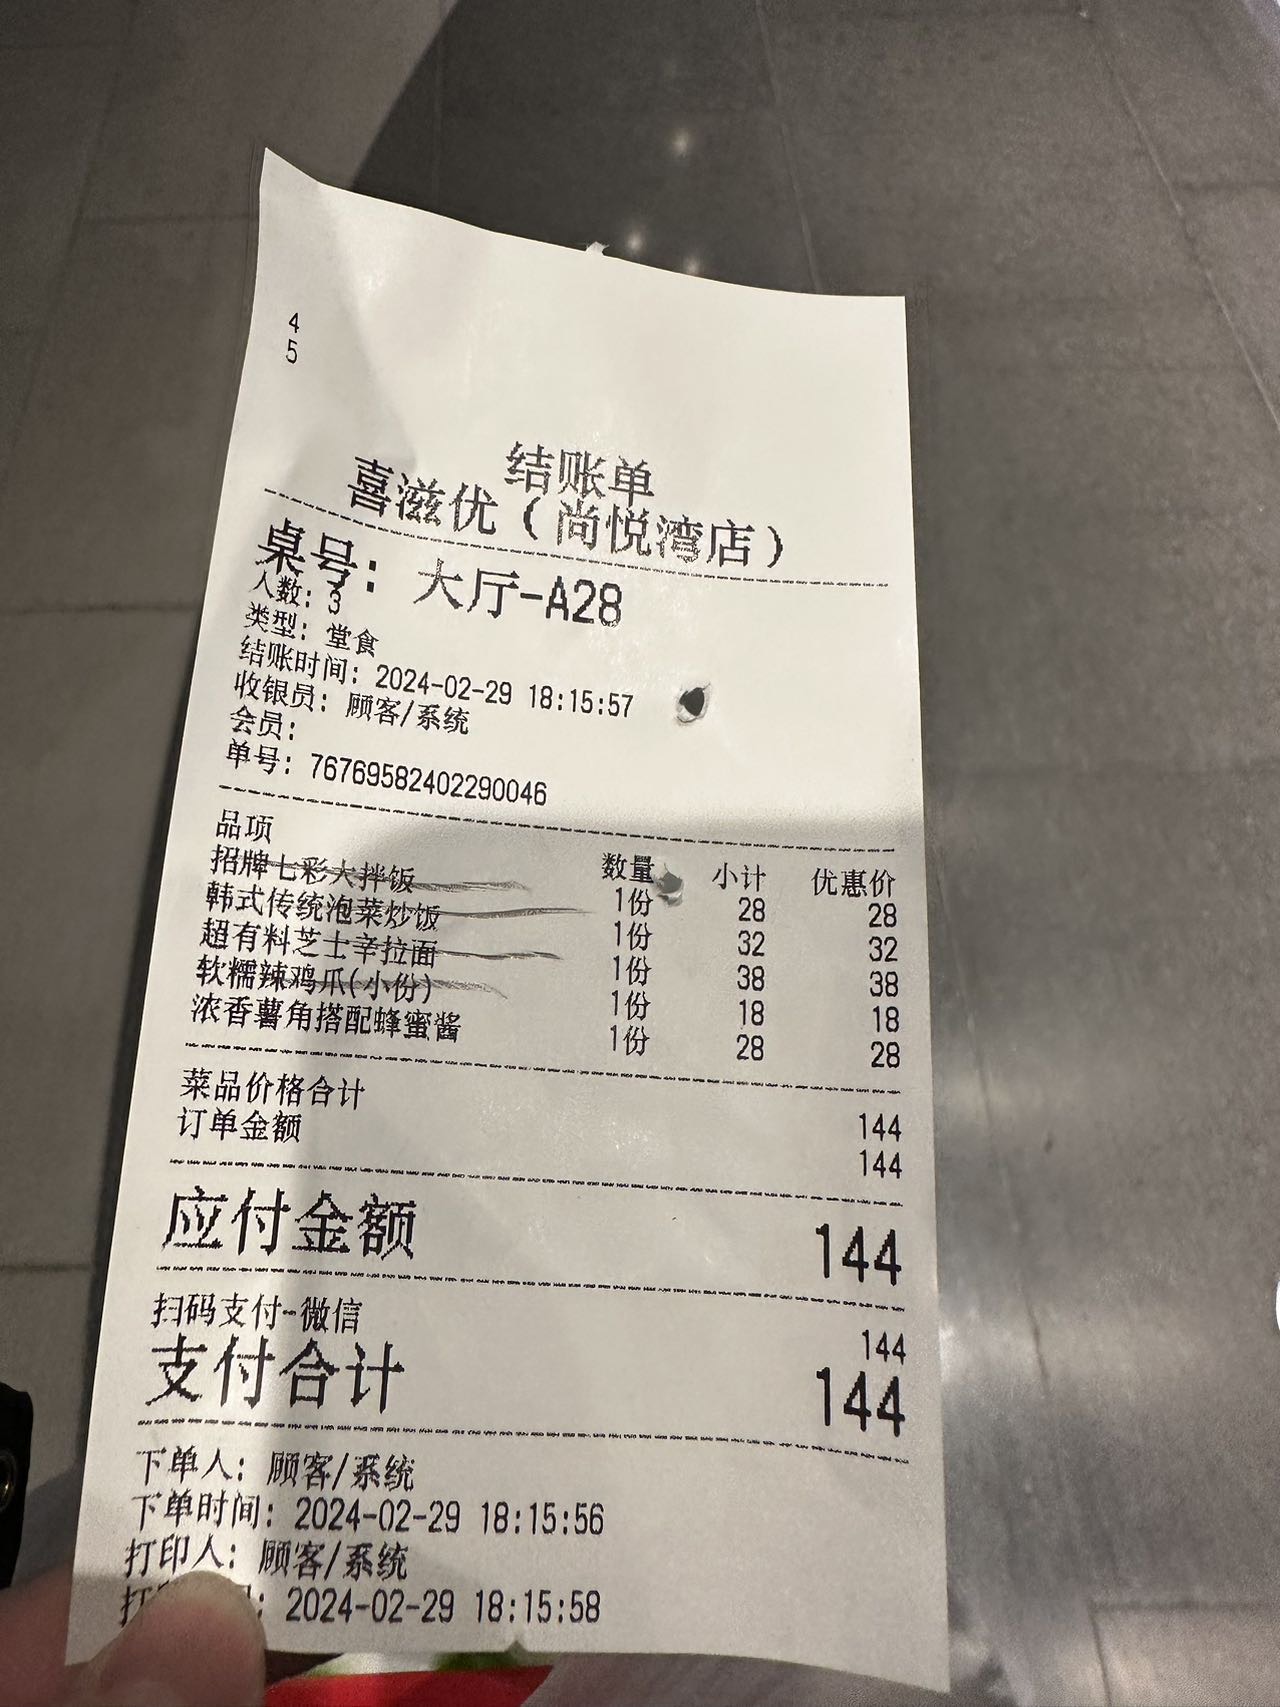 4
5
结账单
喜滋优（尚悦湾店）
桌号：大厅-A28
人数：3
类型：堂食
结账时间：2024-02-29 18:15:57
收银员：顾客/系统
会员：
单号：76769582402290046
品项 数量 小计 优惠价
招牌七彩大拌饭 1份 28 28
韩式传统泡菜炒饭 1份 32 32
超有料芝士辛拉面 1份 38 38
软糯辣鸡爪(小份) 1份 18 18
浓香薯角搭配蜂蜜酱 1份 28 28
菜品价格合计 144
订单金额 144
应付金额 144
扫码支付-微信 144
支付合计 144
下单人：顾客/系统
下单时间：2024-02-29 18:15:56
打印人：顾客/系统
打 ：2024-02-29 18:15:58